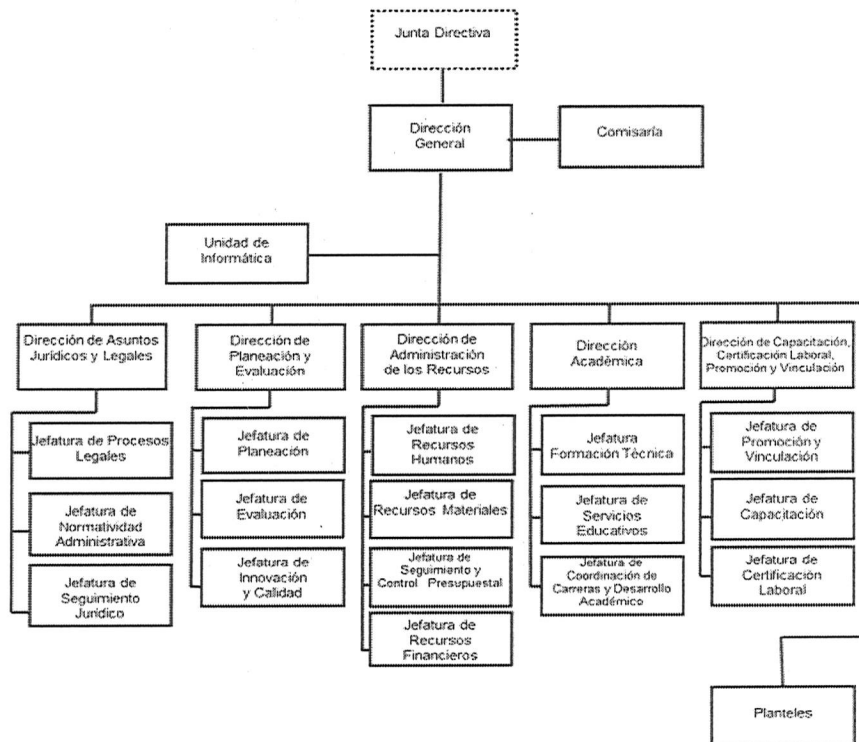 Junta Directiva
Dirección
General
Comisaría
Unidad de
Informática
Dirección de Asuntos
Jurídicos y Legales
Dirección de
Planeación y
Evaluación
Dirección de
Administración
de los Recursos
Dirección
Académica
Dirección de Capacitación,
Certificación Laboral,
Promoción y Vinculación
Jefatura de Procesos
Legales
Jefatura de
Normatividad
Administrativa
Jefatura de
Seguimiento
Jurídico
Jefatura de
Planeación
Jefatura de
Evaluación
Jefatura de
Innovación
y Calidad
Jefatura de
Recursos
Humanos
Jefatura de
Recursos Materiales
Jefatura de
Seguimiento y
Control Presupuestal
Jefatura de
Recursos
Financieros
Jefatura
Formación Técnica
Jefatura de
Servicios
Educativos
Jefatura de
Coordinación de
Carreras y Desarrollo
Académico
Jefatura de
Promoción y
Vinculación
Jefatura de
Capacitación
Jefatura de
Certificación
Laboral
Planteles